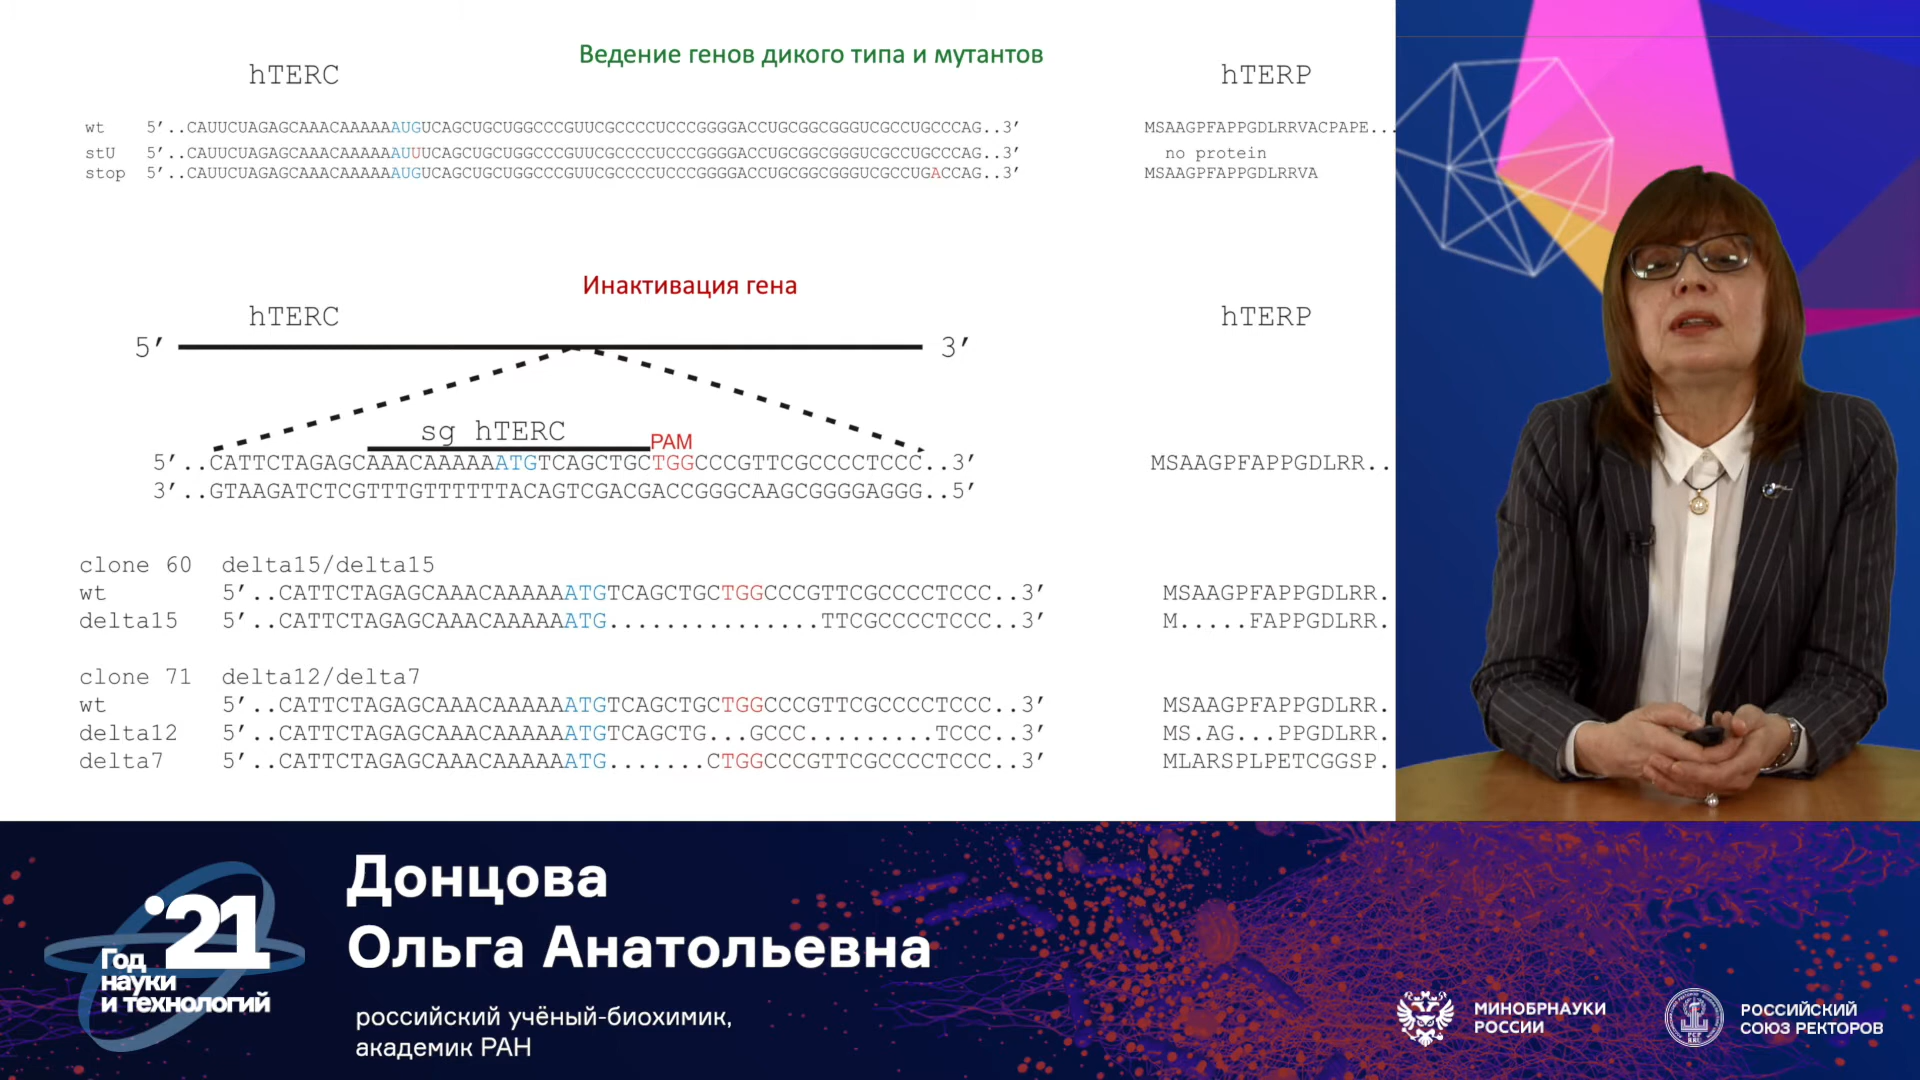 Ведение генов дикого типа и мутантов
hTERC hTERP
wt 5’..CAUUCUAGAGCAAACAAAAAAUGUCAGCUGCUGGCCCGUUCGCCCCUCCCGGGGACCUGCGGCGGGUCGCCUGCCCAG..3’ MSAAGPFAPPGDLRRVACPAPE...
stU 5’..CAUUCUAGAGCAAACAAAAAAUUUCAGCUGCUGGCCCGUUCGCCCCUCCCGGGGACCUGCGGCGGGUCGCCUGCCCAG..3’ no protein
stop 5’..CAUUCUAGAGCAAACAAAAAAUGUCAGCUGCUGGCCCGUUCGCCCCUCCCGGGGACCUGCGGCGGGUCGCCUGACCAG..3’ MSAAGPFAPPGDLRRVA
Инактивация гена
hTERC hTERP
5’ 3’
sg hTERC PAM
5’..CATTCTAGAGCAAACAAAAAATGTCAGCTGCTGGCCCGTTCGCCCCTCCC..3’ MSAAGPFAPPGDLRR..
3’..GTAAGATCTCGTTTGTTTTTTACAGTCGACGACCGGGCAAGCGGGGAGGG..5’
clone 60 delta15/delta15
wt 5’..CATTCTAGAGCAAACAAAAAATGTCAGCTGCTGGCCCGTTCGCCCCTCCC..3’ MSAAGPFAPPGDLRR.
delta15 5’..CATTCTAGAGCAAACAAAAAATG...............TTCGCCCCTCCC..3’ M.....FAPPGDLRR.
clone 71 delta12/delta7
wt 5’..CATTCTAGAGCAAACAAAAAATGTCAGCTGCTGGCCCGTTCGCCCCTCCC..3’ MSAAGPFAPPGDLRR.
delta12 5’..CATTCTAGAGCAAACAAAAAATGTCAGCTG...GCCC.........TCCC..3’ MS.AG...PPGDLRR.
delta7 5’..CATTCTAGAGCAAACAAAAAATG.......CTGGCCCGTTCGCCCCTCCC..3’ MLARSPLPETCGGSP.
21
Год
науки
и технологий
Донцова
Ольга Анатольевна
российский учёный-биохимик,
академик РАН
МИНОБРНАУКИ
РОССИИ
РОССИЙСКИЙ
СОЮЗ РЕКТОРОВ